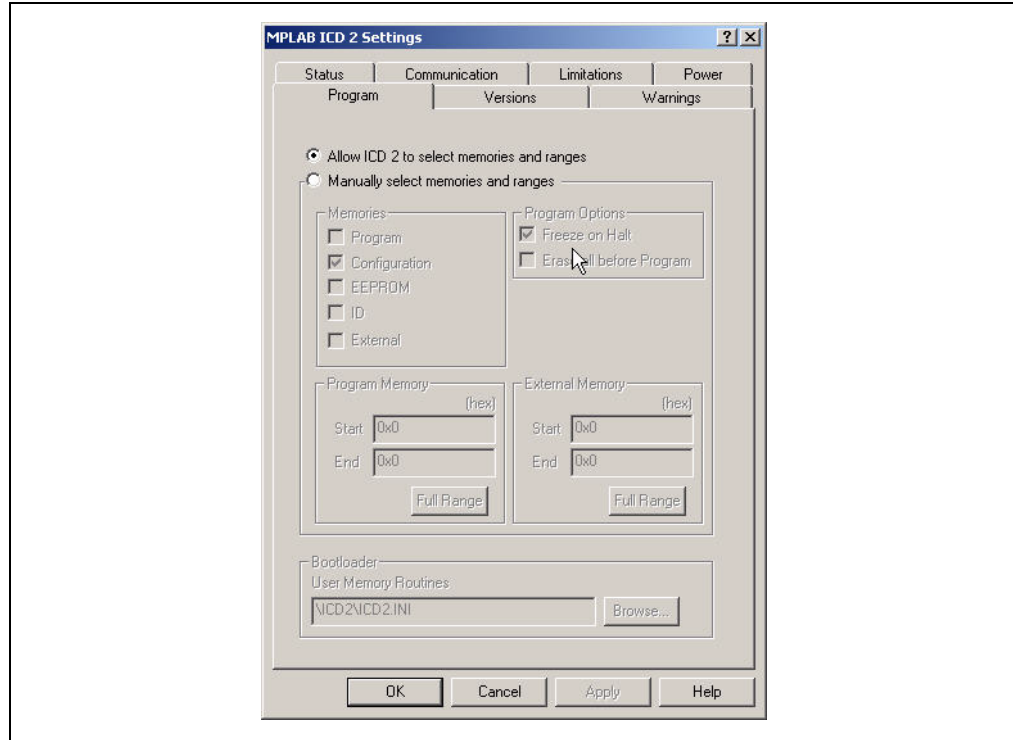 MPLAB ICD 2 Settings
Status Communication Limitations Power
Program Versions Warnings
Allow ICD 2 to select memories and ranges
Manually select memories and ranges
Memories
Program
Configuration
EEPROM
ID
External
Program Options
Freeze on Halt
Erase all before Program
Program Memory
(hex)
Start 0x0
End 0x0
Full Range
External Memory
(hex)
Start 0x0
End 0x0
Full Range
Bootloader
User Memory Routines
\ICD2\ICD2.INI Browse...
OK Cancel Apply Help